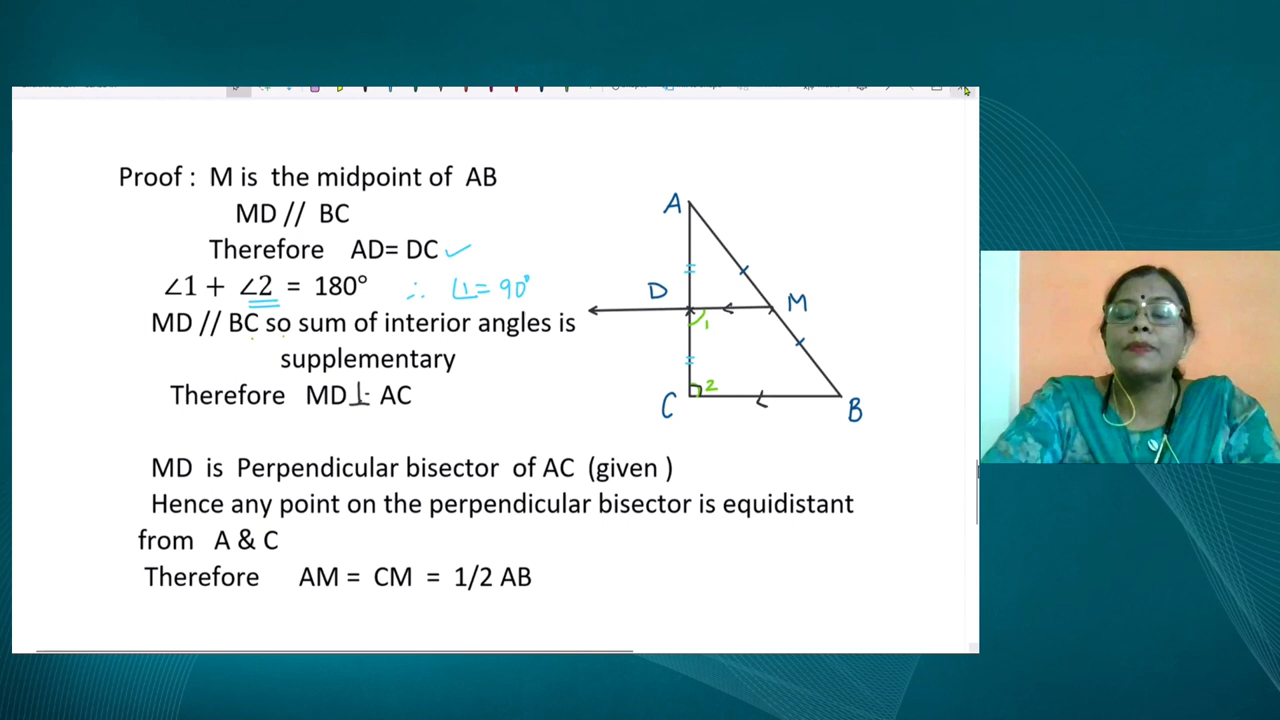 Proof : M is the midpoint of AB
MD // BC
Therefore AD= DC ✓
∠1 + ∠2 = 180° ∴ ∠1 = 90°
MD // BC so sum of interior angles is
supplementary
Therefore MD ⊥ AC
MD is Perpendicular bisector of AC (given )
Hence any point on the perpendicular bisector is equidistant
from A & C
Therefore AM = CM = 1/2 AB
A
D
M
1
2
C
B